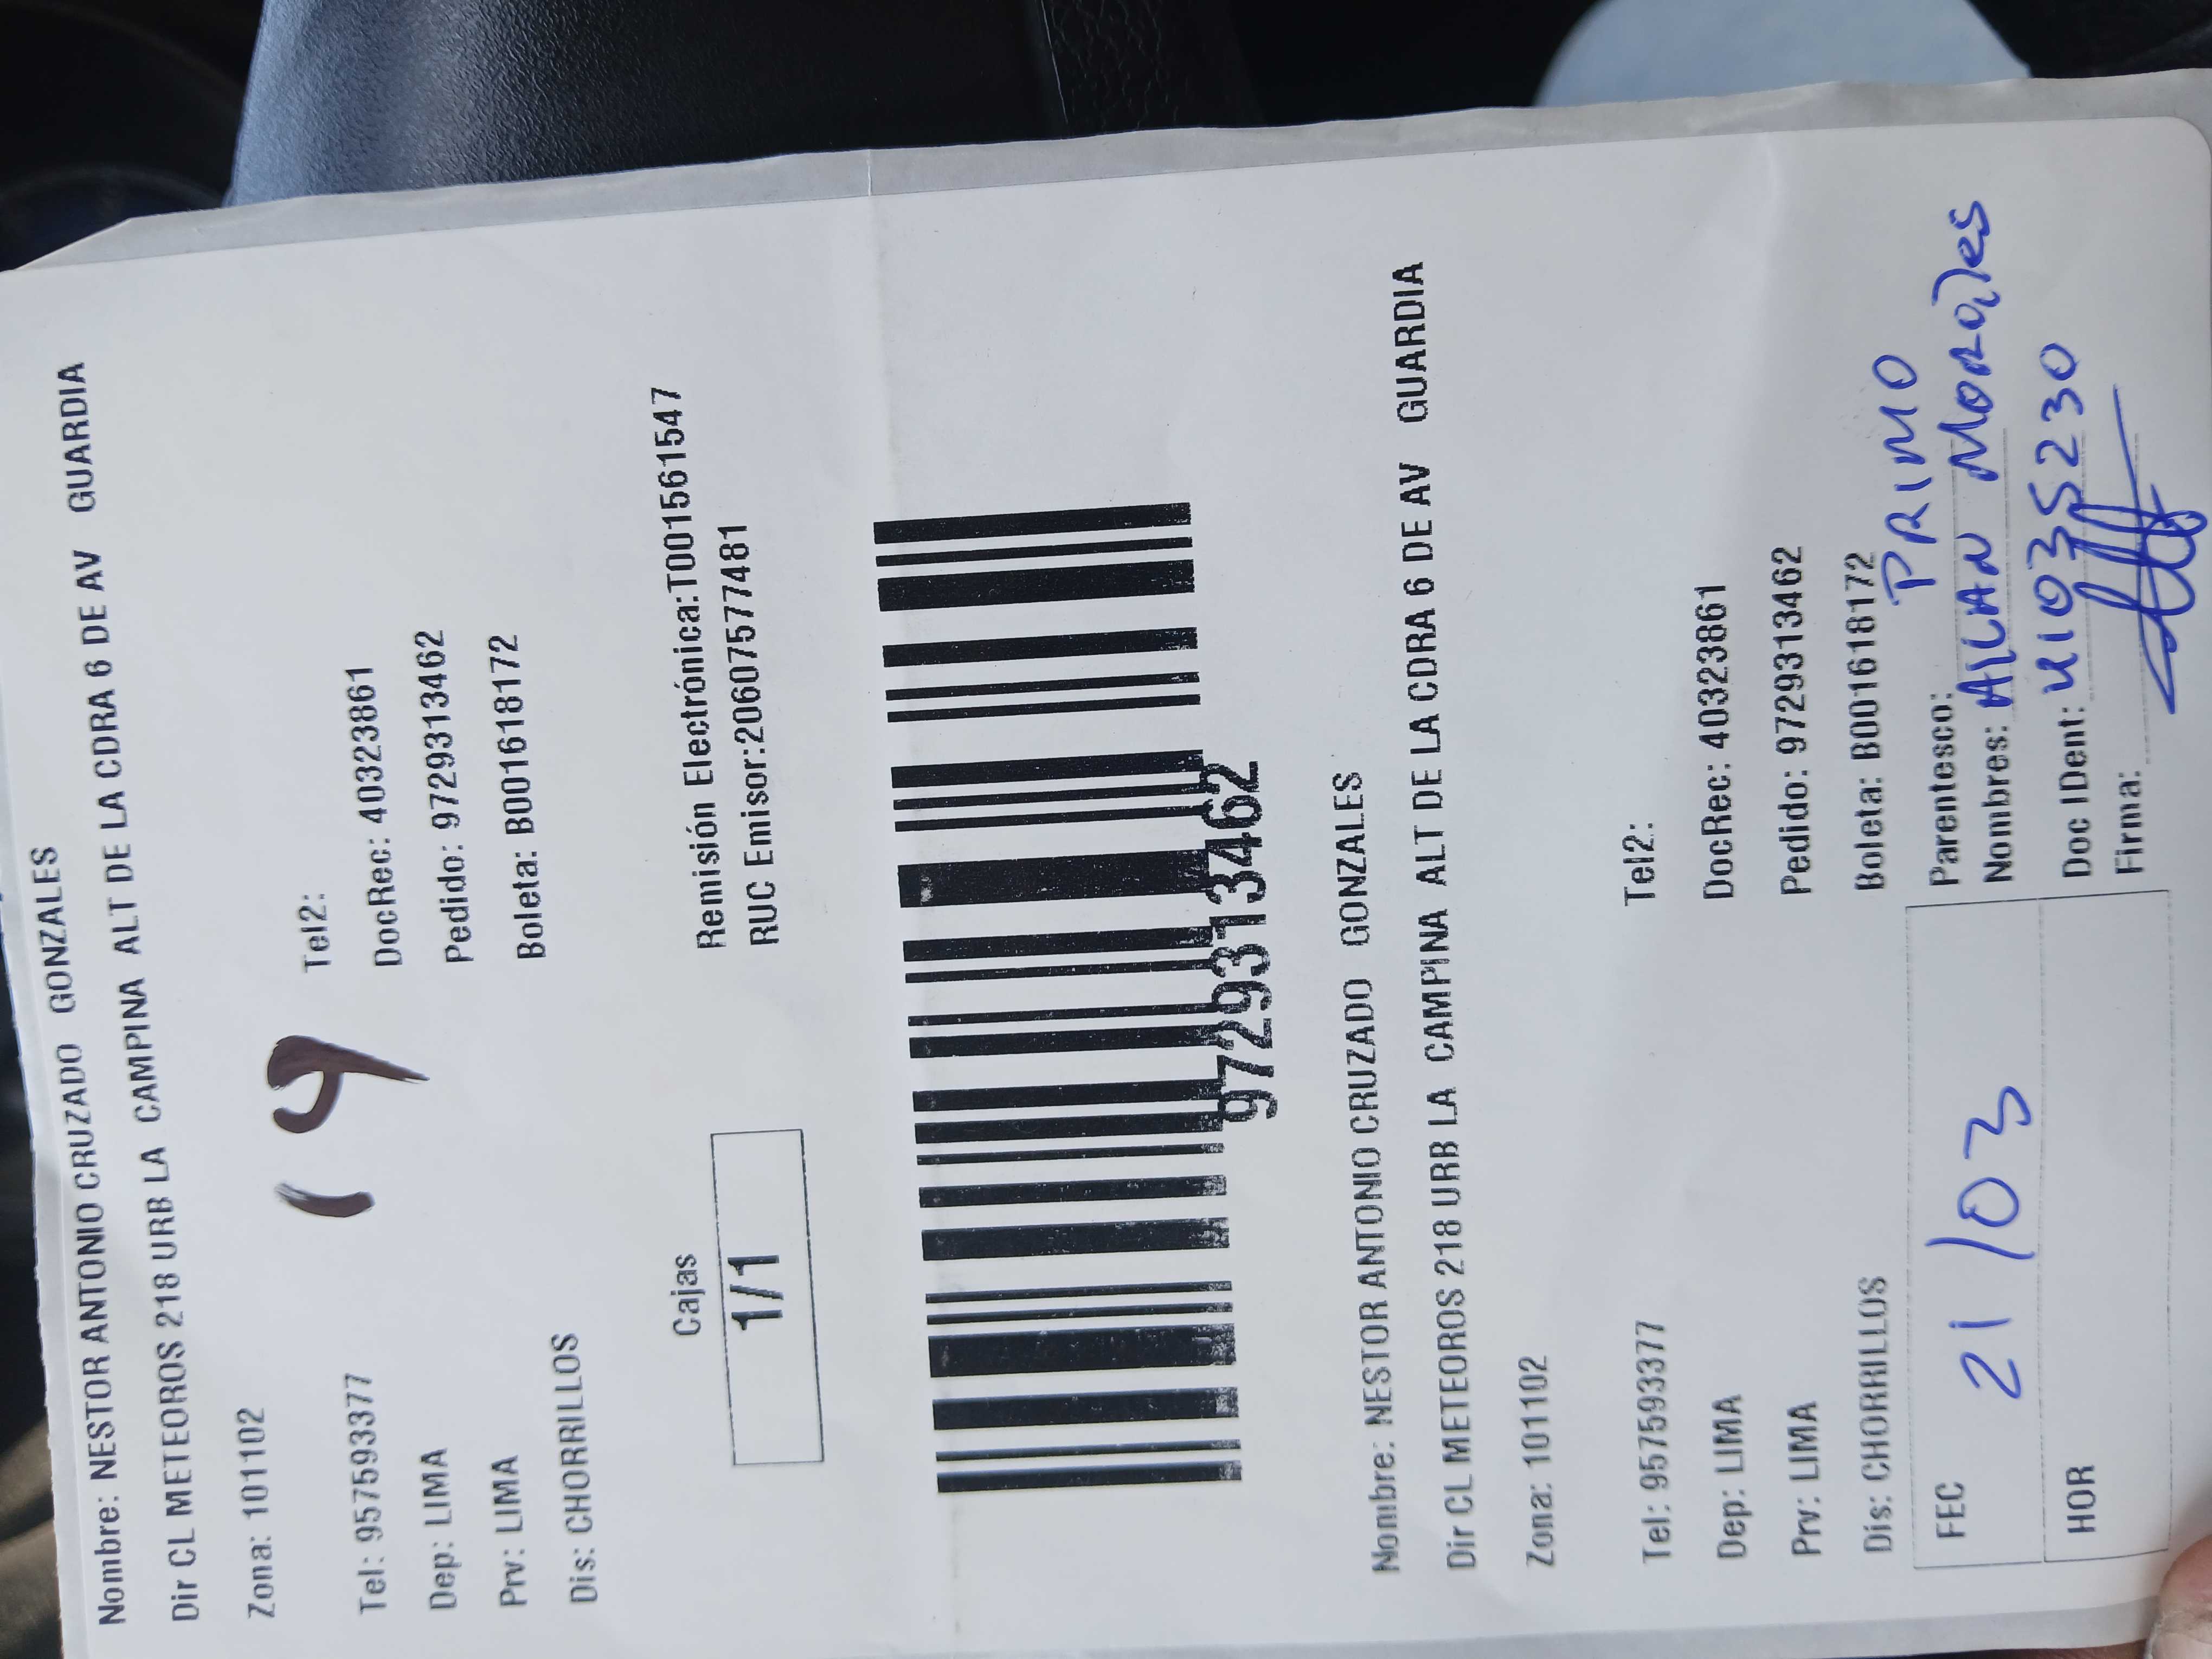 Nombre: NESTOR ANTONIO CRUZADO GONZALES
Dir CL METEOROS 218 URB LA CAMPINA ALT DE LA CDRA 6 DE AV GUARDIA
Zona: 101102
14
Tel: 957593377 Tel2:
Dep: LIMA DocRec: 40323861
Prv: LIMA Pedido: 9729313462
Dis: CHORRILLOS Boleta: B001618172
Cajas
1/1
Remisión Electrónica:T001561547
RUC Emisor:20607577481
9729313462
Nombre: NESTOR ANTONIO CRUZADO GONZALES
Dir CL METEOROS 218 URB LA CAMPINA ALT DE LA CDRA 6 DE AV GUARDIA
Zona: 101102
Tel: 957593377 Tel2:
Dep: LIMA DocRec: 40323861
Prv: LIMA Pedido: 9729313462
Dis: CHORRILLOS Boleta: B001618172
FEC 21/03
HOR
Parentesco: PRIMO
Nombres: AllAN MORales
Doc IDent: 41035230
Firma: